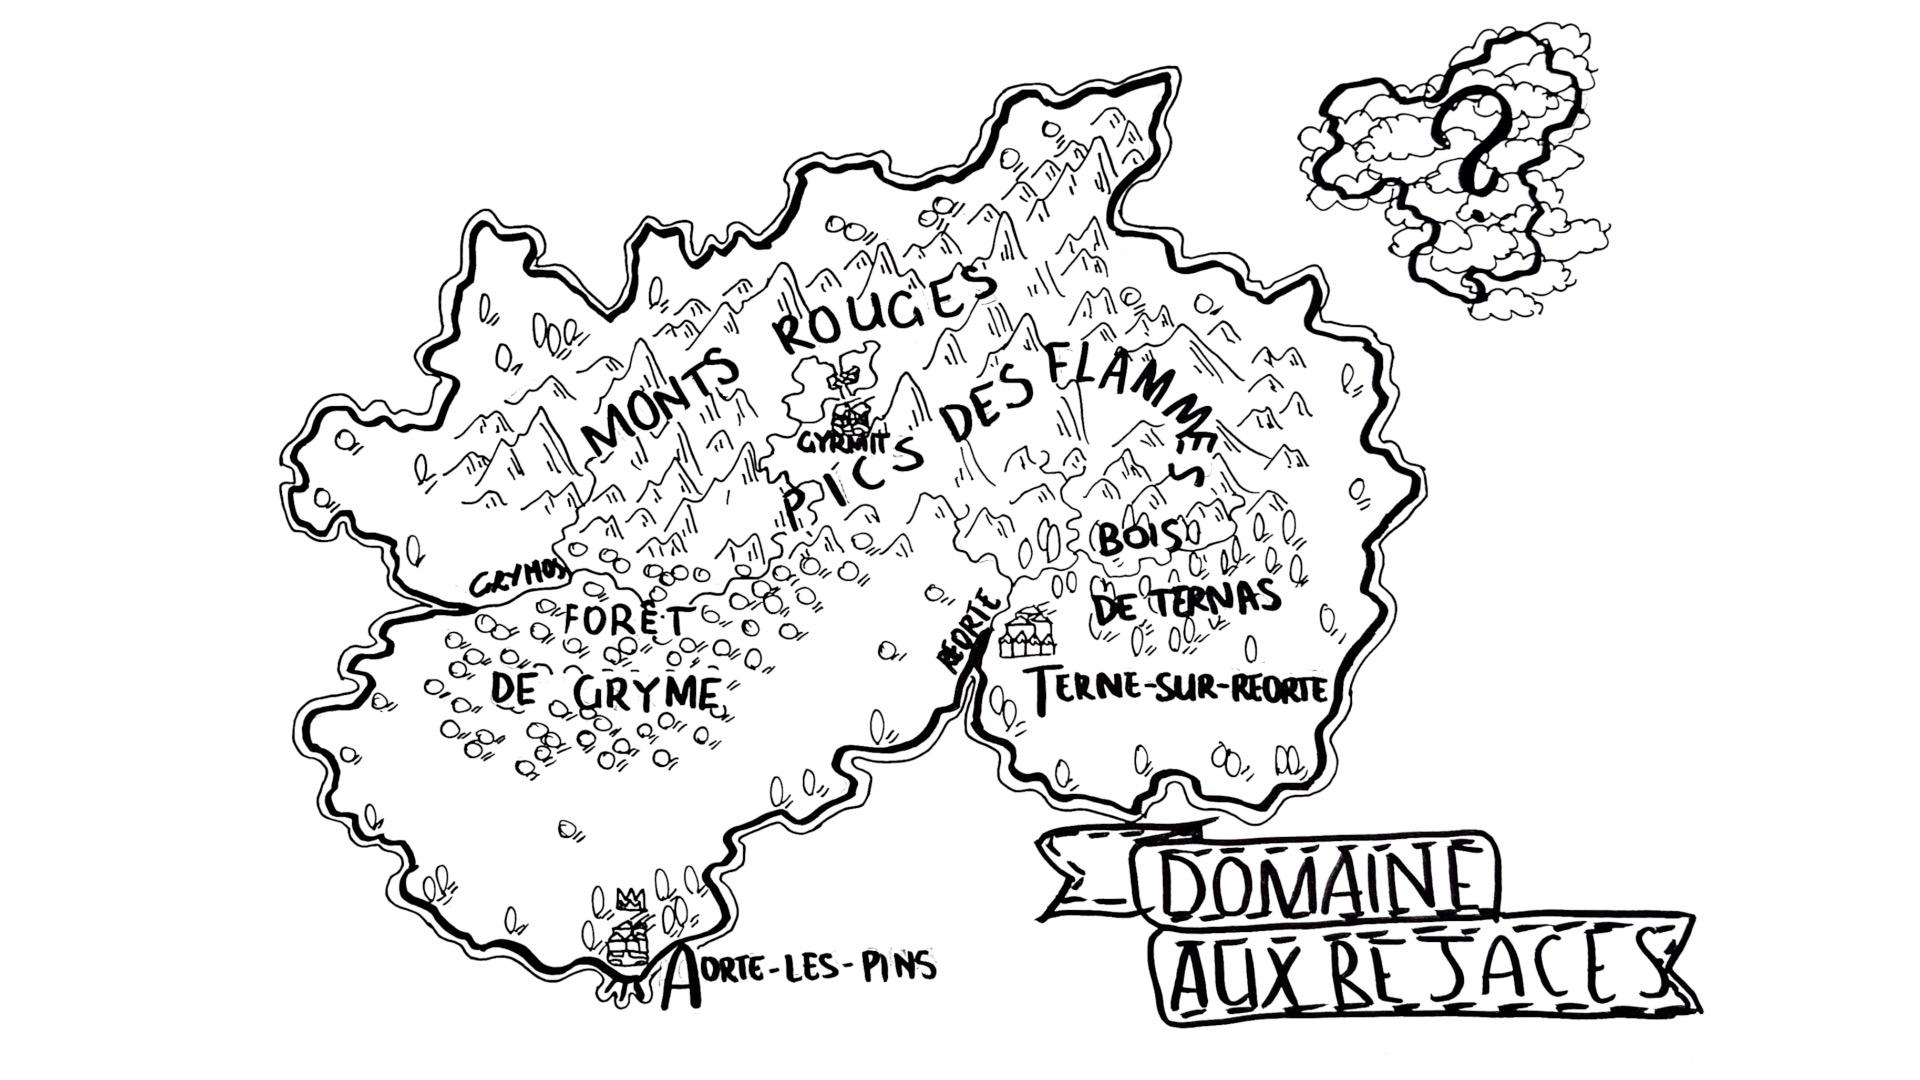 ?
MONTS ROUGES
GYRMIT
PICS DES FLAMMES
BOIS
DE TERNAS
GRYMOS
FORÊT
DE GRYME
REORTE
TERNE-SUR-REORTE
AORTE-LES-PINS
DOMAINE
AUX BEJACES